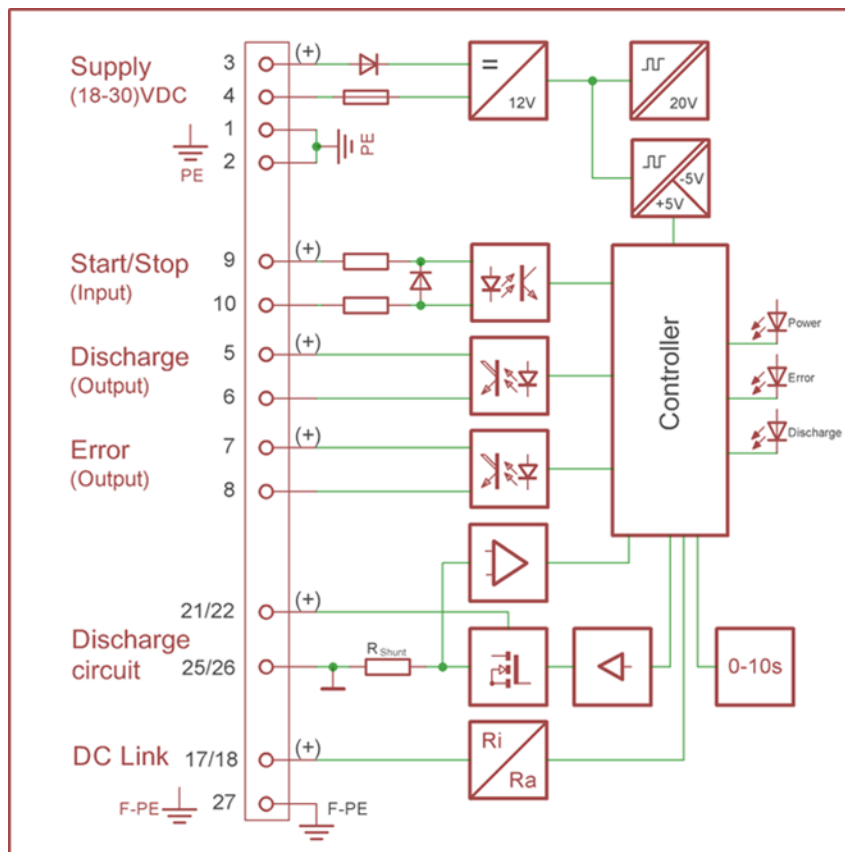 Supply
(18-30)VDC
3
(+)
4
1
2
PE
PE
=
12V
20V
-5V
+5V
Start/Stop
(Input)
9
(+)
10
Discharge
(Output)
5
(+)
6
Error
(Output)
7
(+)
8
Controller
Power
Error
Discharge
Discharge
circuit
21/22
(+)
25/26
RShunt
0-10s
DC Link
17/18
(+)
Ri
Ra
F-PE
27
F-PE